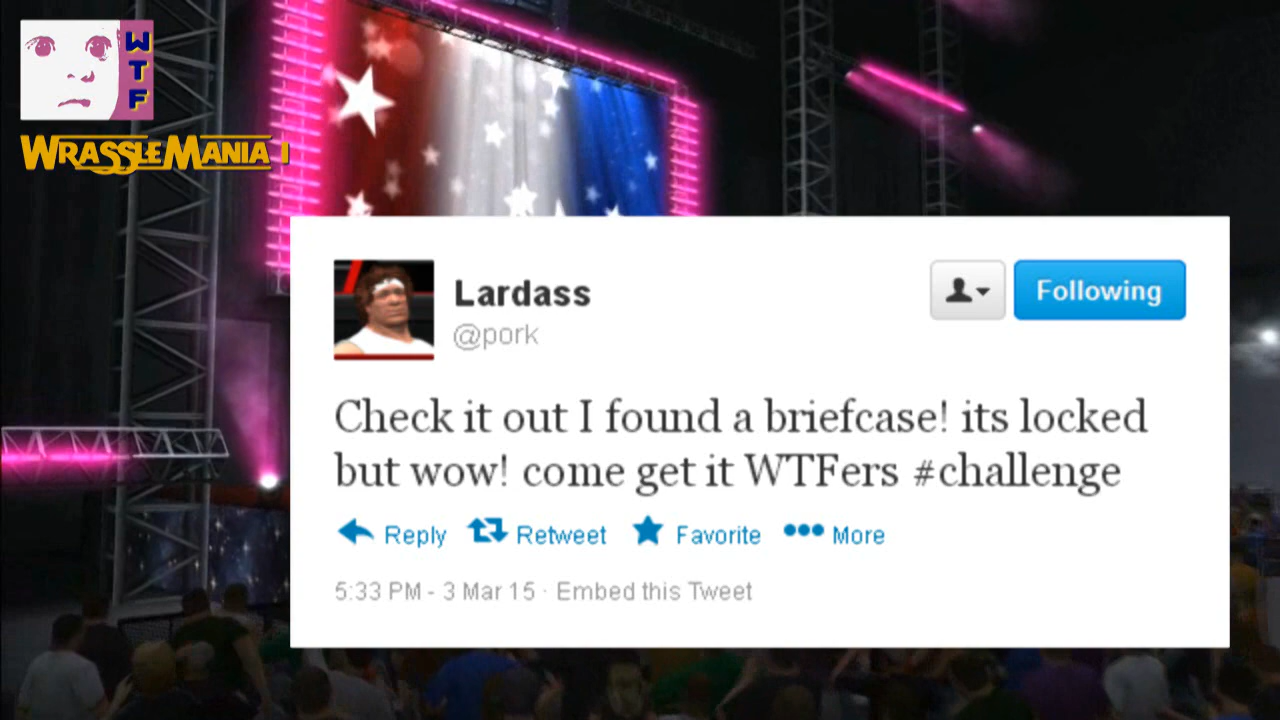 W
T
F
WRASSLEMANIA I
Lardass
@pork
Following
Check it out I found a briefcase! its locked
but wow! come get it WTFers #challenge
Reply Retweet Favorite More
5:33 PM - 3 Mar 15 · Embed this Tweet